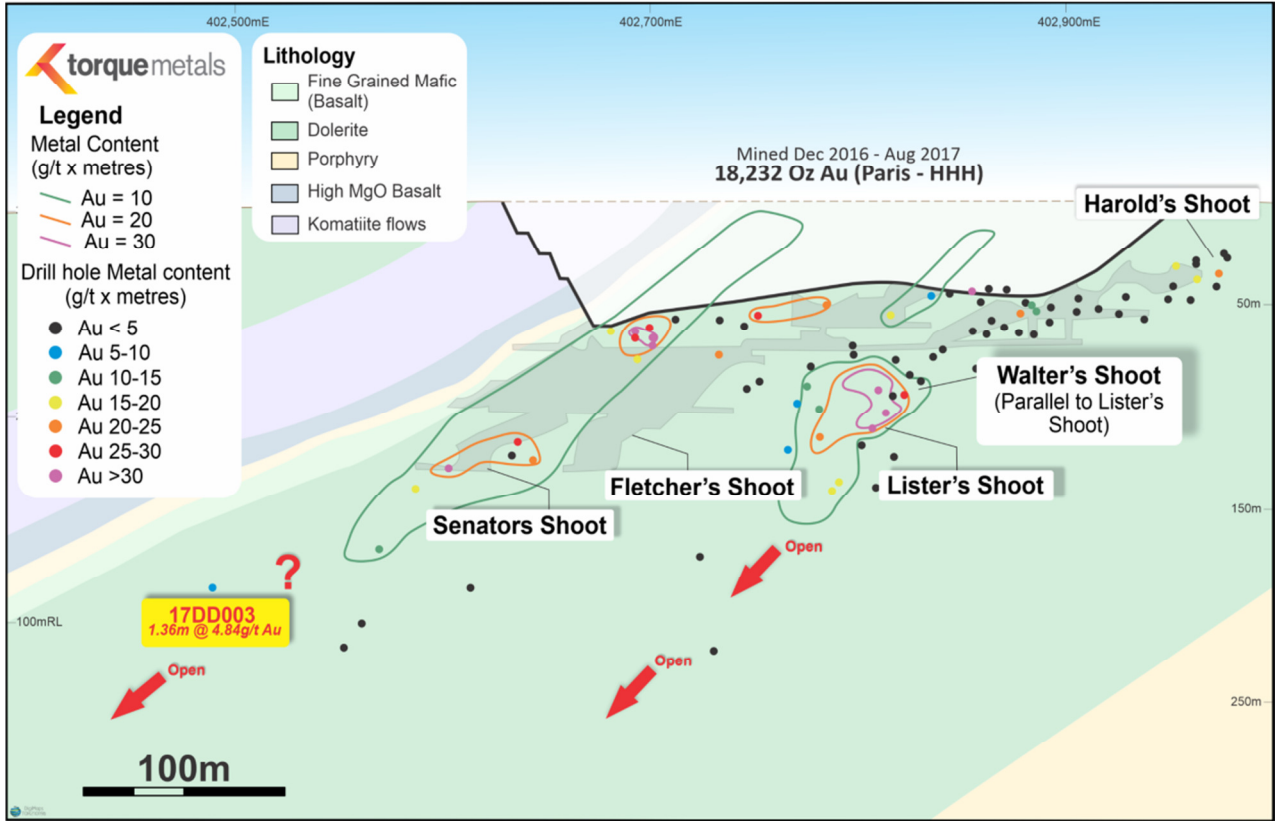 402,500mE
402,700mE
402,900mE
torquemetals
Legend
Metal Content
(g/t x metres)
Au = 10
Au = 20
Au = 30
Drill hole Metal content
(g/t x metres)
Au < 5
Au 5-10
Au 10-15
Au 15-20
Au 20-25
Au 25-30
Au >30
Lithology
Fine Grained Mafic
(Basalt)
Dolerite
Porphyry
High MgO Basalt
Komatiite flows
Mined Dec 2016 - Aug 2017
18,232 Oz Au (Paris - HHH)
Harold's Shoot
50m
Walter's Shoot
(Parallel to Lister's
Shoot)
Fletcher's Shoot
Lister's Shoot
Senators Shoot
150m
Open
?
17DD003
1.36m @ 4.84g/t Au
100mRL
Open
Open
250m
100m